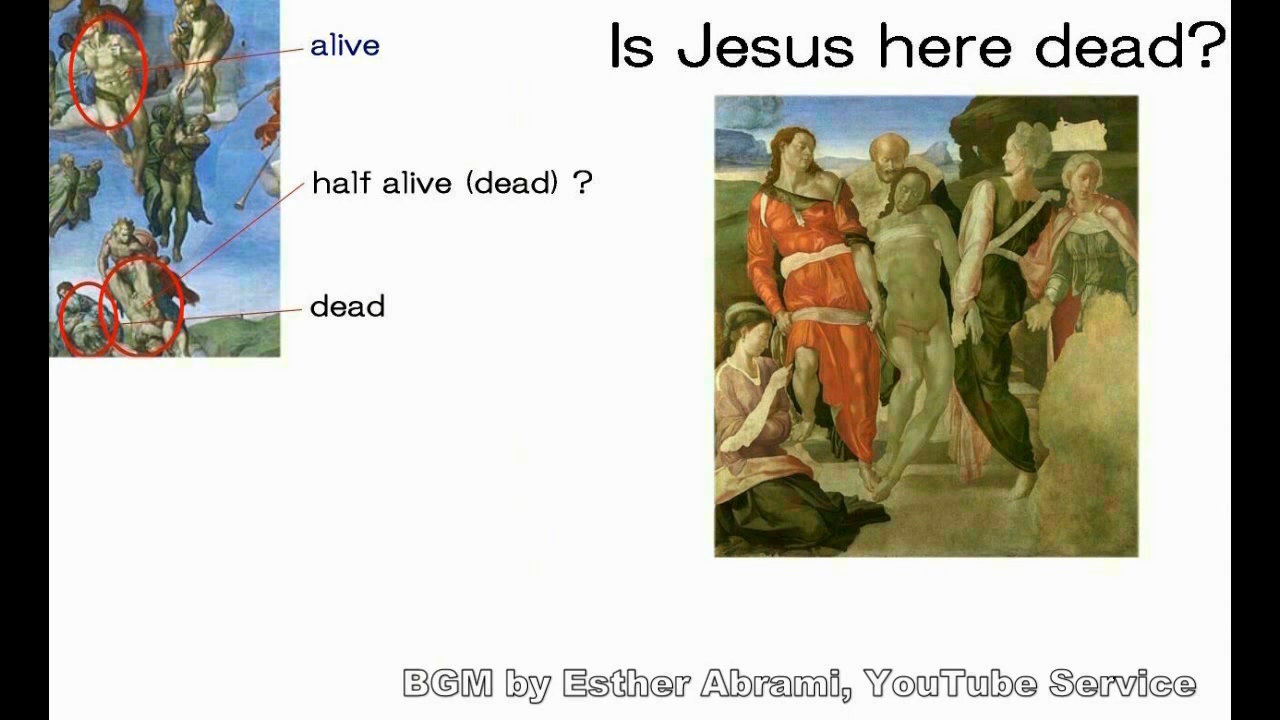 Is Jesus here dead?
alive
half alive (dead) ?
dead
BGM by Esther Abrami, YouTube Service